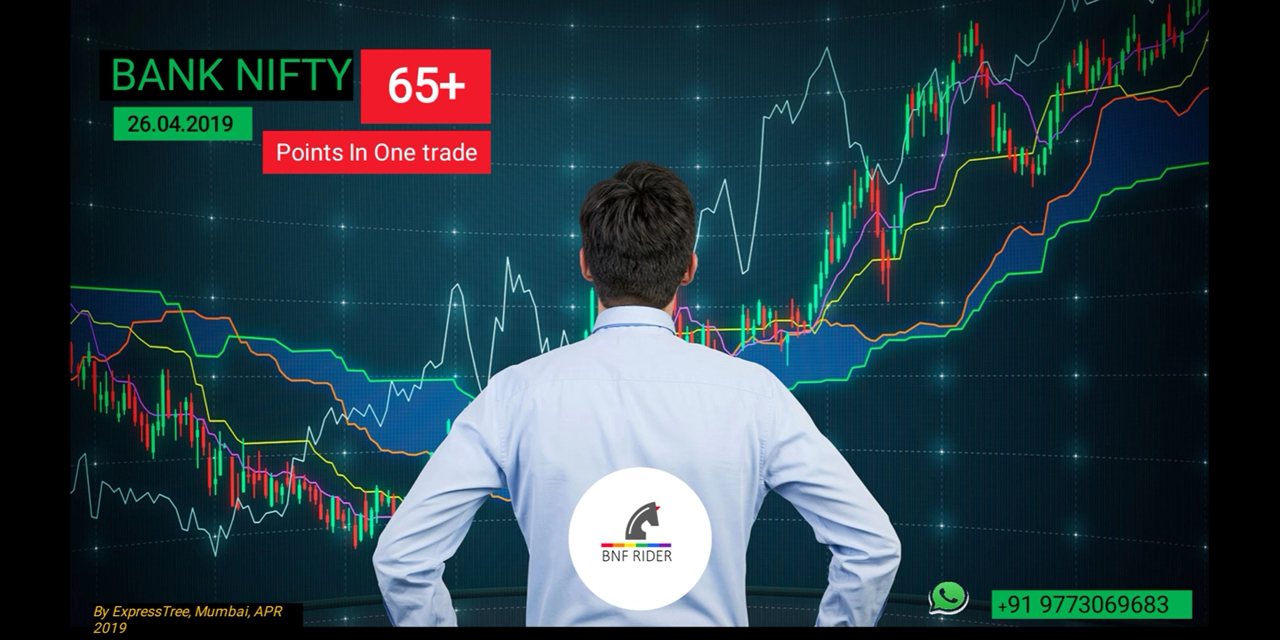 BANK NIFTY
65+
26.04.2019
Points In One trade
BNF RIDER
By ExpressTree, Mumbai, APR
2019
+91 9773069683